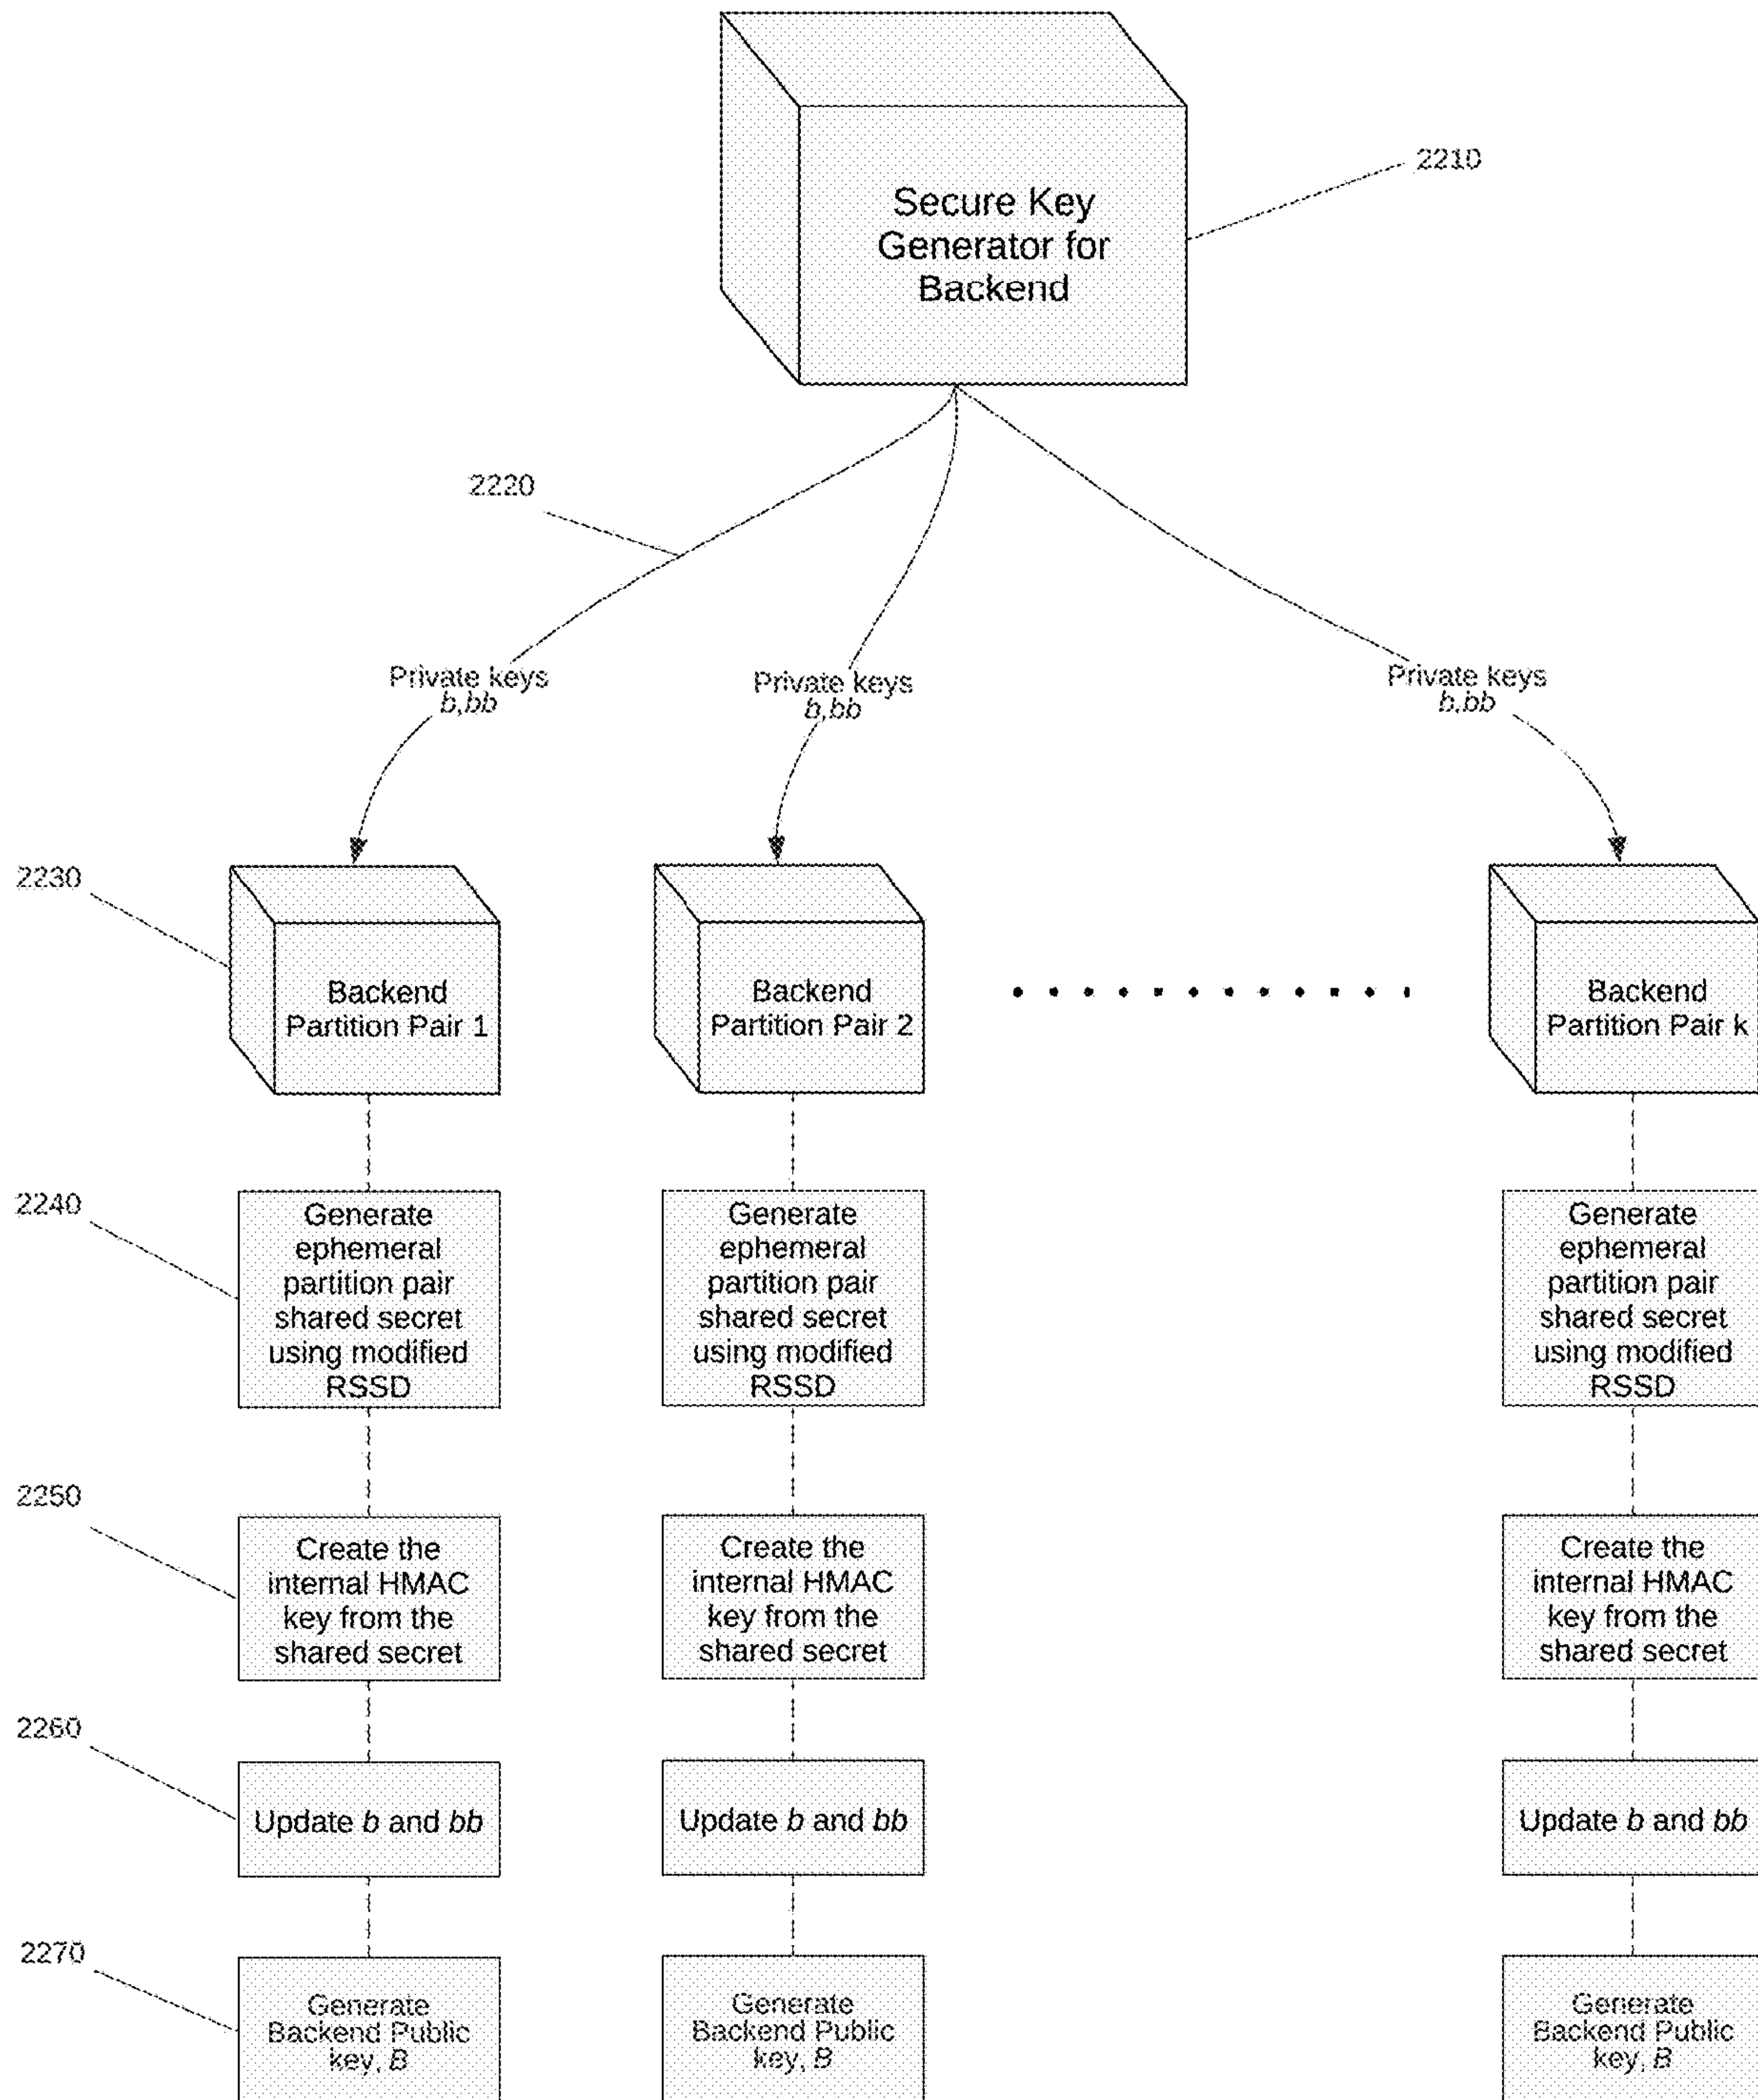 Secure Key
Generator for
Backend
2210
2220
Private keys
b,bb
Private keys
b,bb
Private keys
b,bb
2230
Backend
Partition Pair 1
Backend
Partition Pair 2
Backend
Partition Pair k
2240
Generate
ephemeral
partition pair
shared secret
using modified
RSSD
Generate
ephemeral
partition pair
shared secret
using modified
RSSD
Generate
ephemeral
partition pair
shared secret
using modified
RSSD
2250
Create the
internal HMAC
key from the
shared secret
Create the
internal HMAC
key from the
shared secret
Create the
internal HMAC
key from the
shared secret
2260
Update b and bb
Update b and bb
Update b and bb
2270
Generate
Backend Public
key, B
Generate
Backend Public
key, B
Generate
Backend Public
key, B